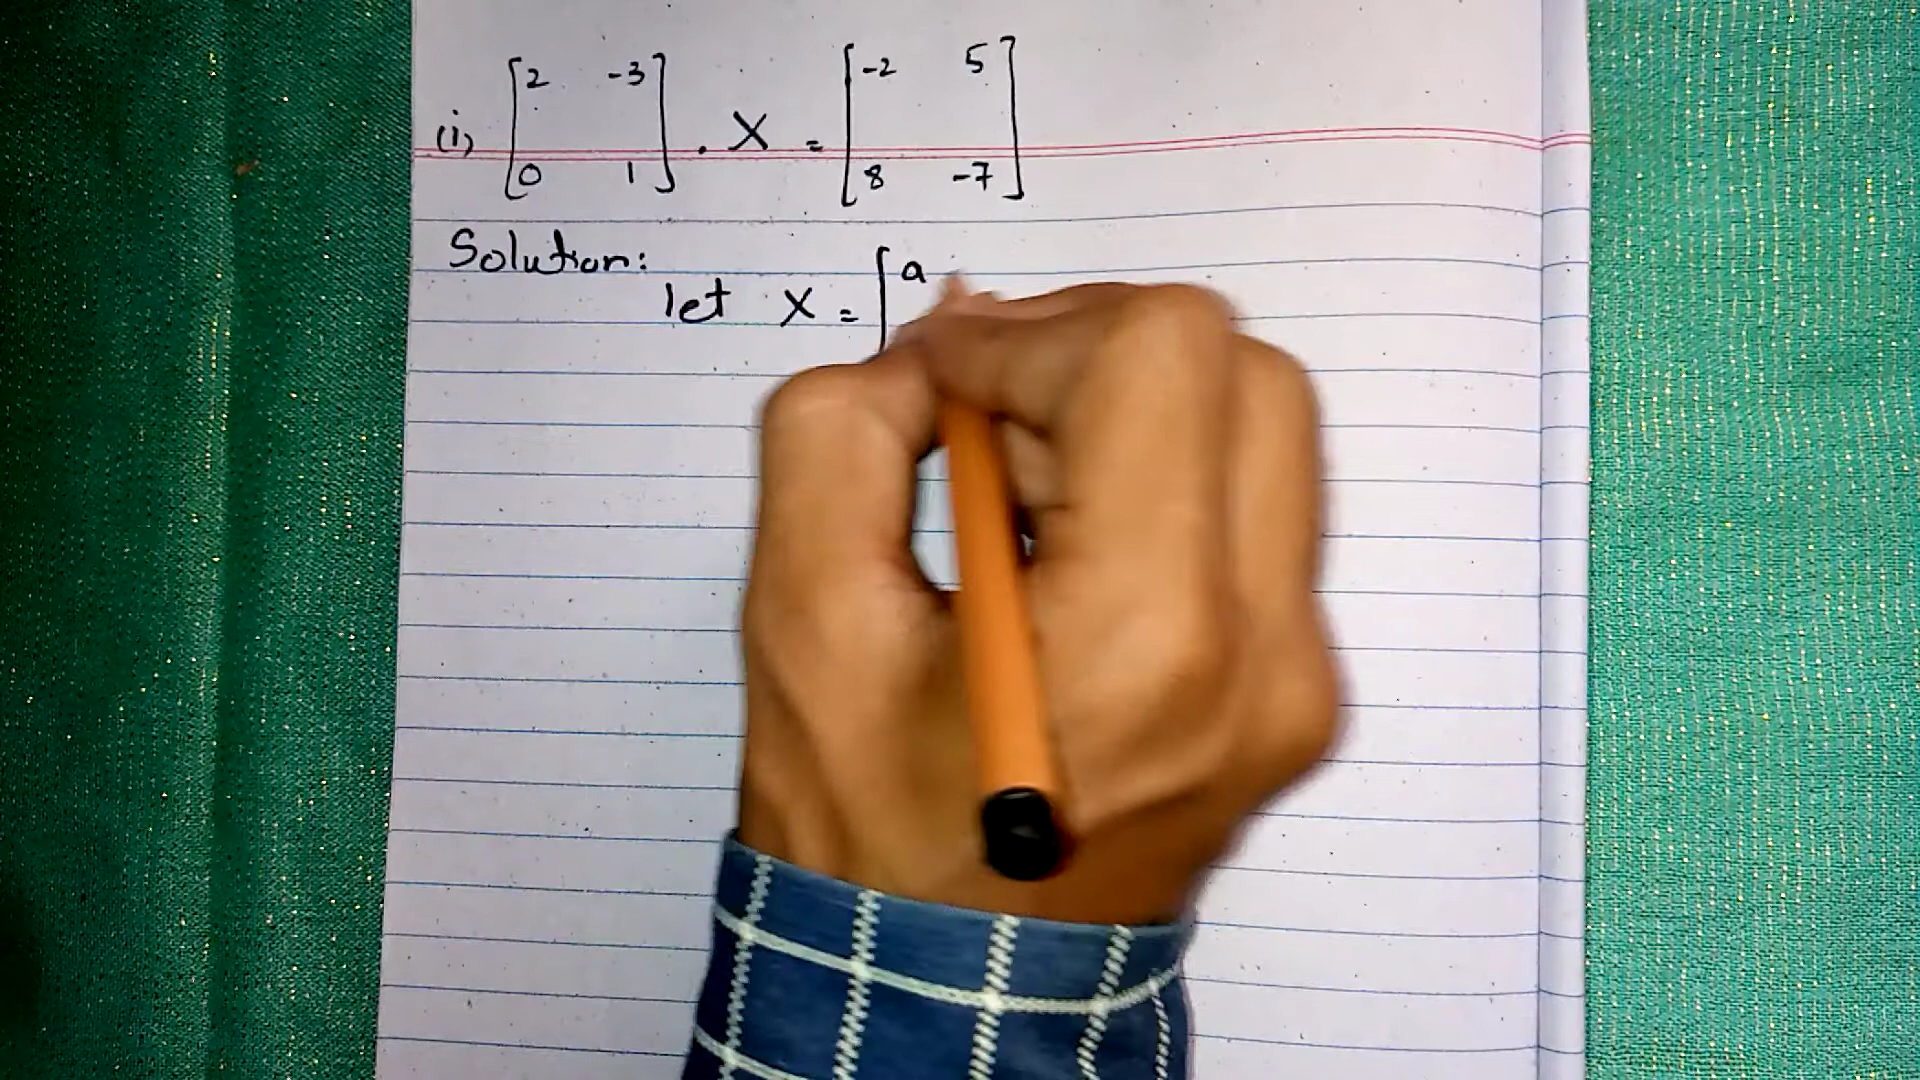 (i) [2 -3 0 1] . X = [-2 5 8 -7]
Solution:
let X = [a